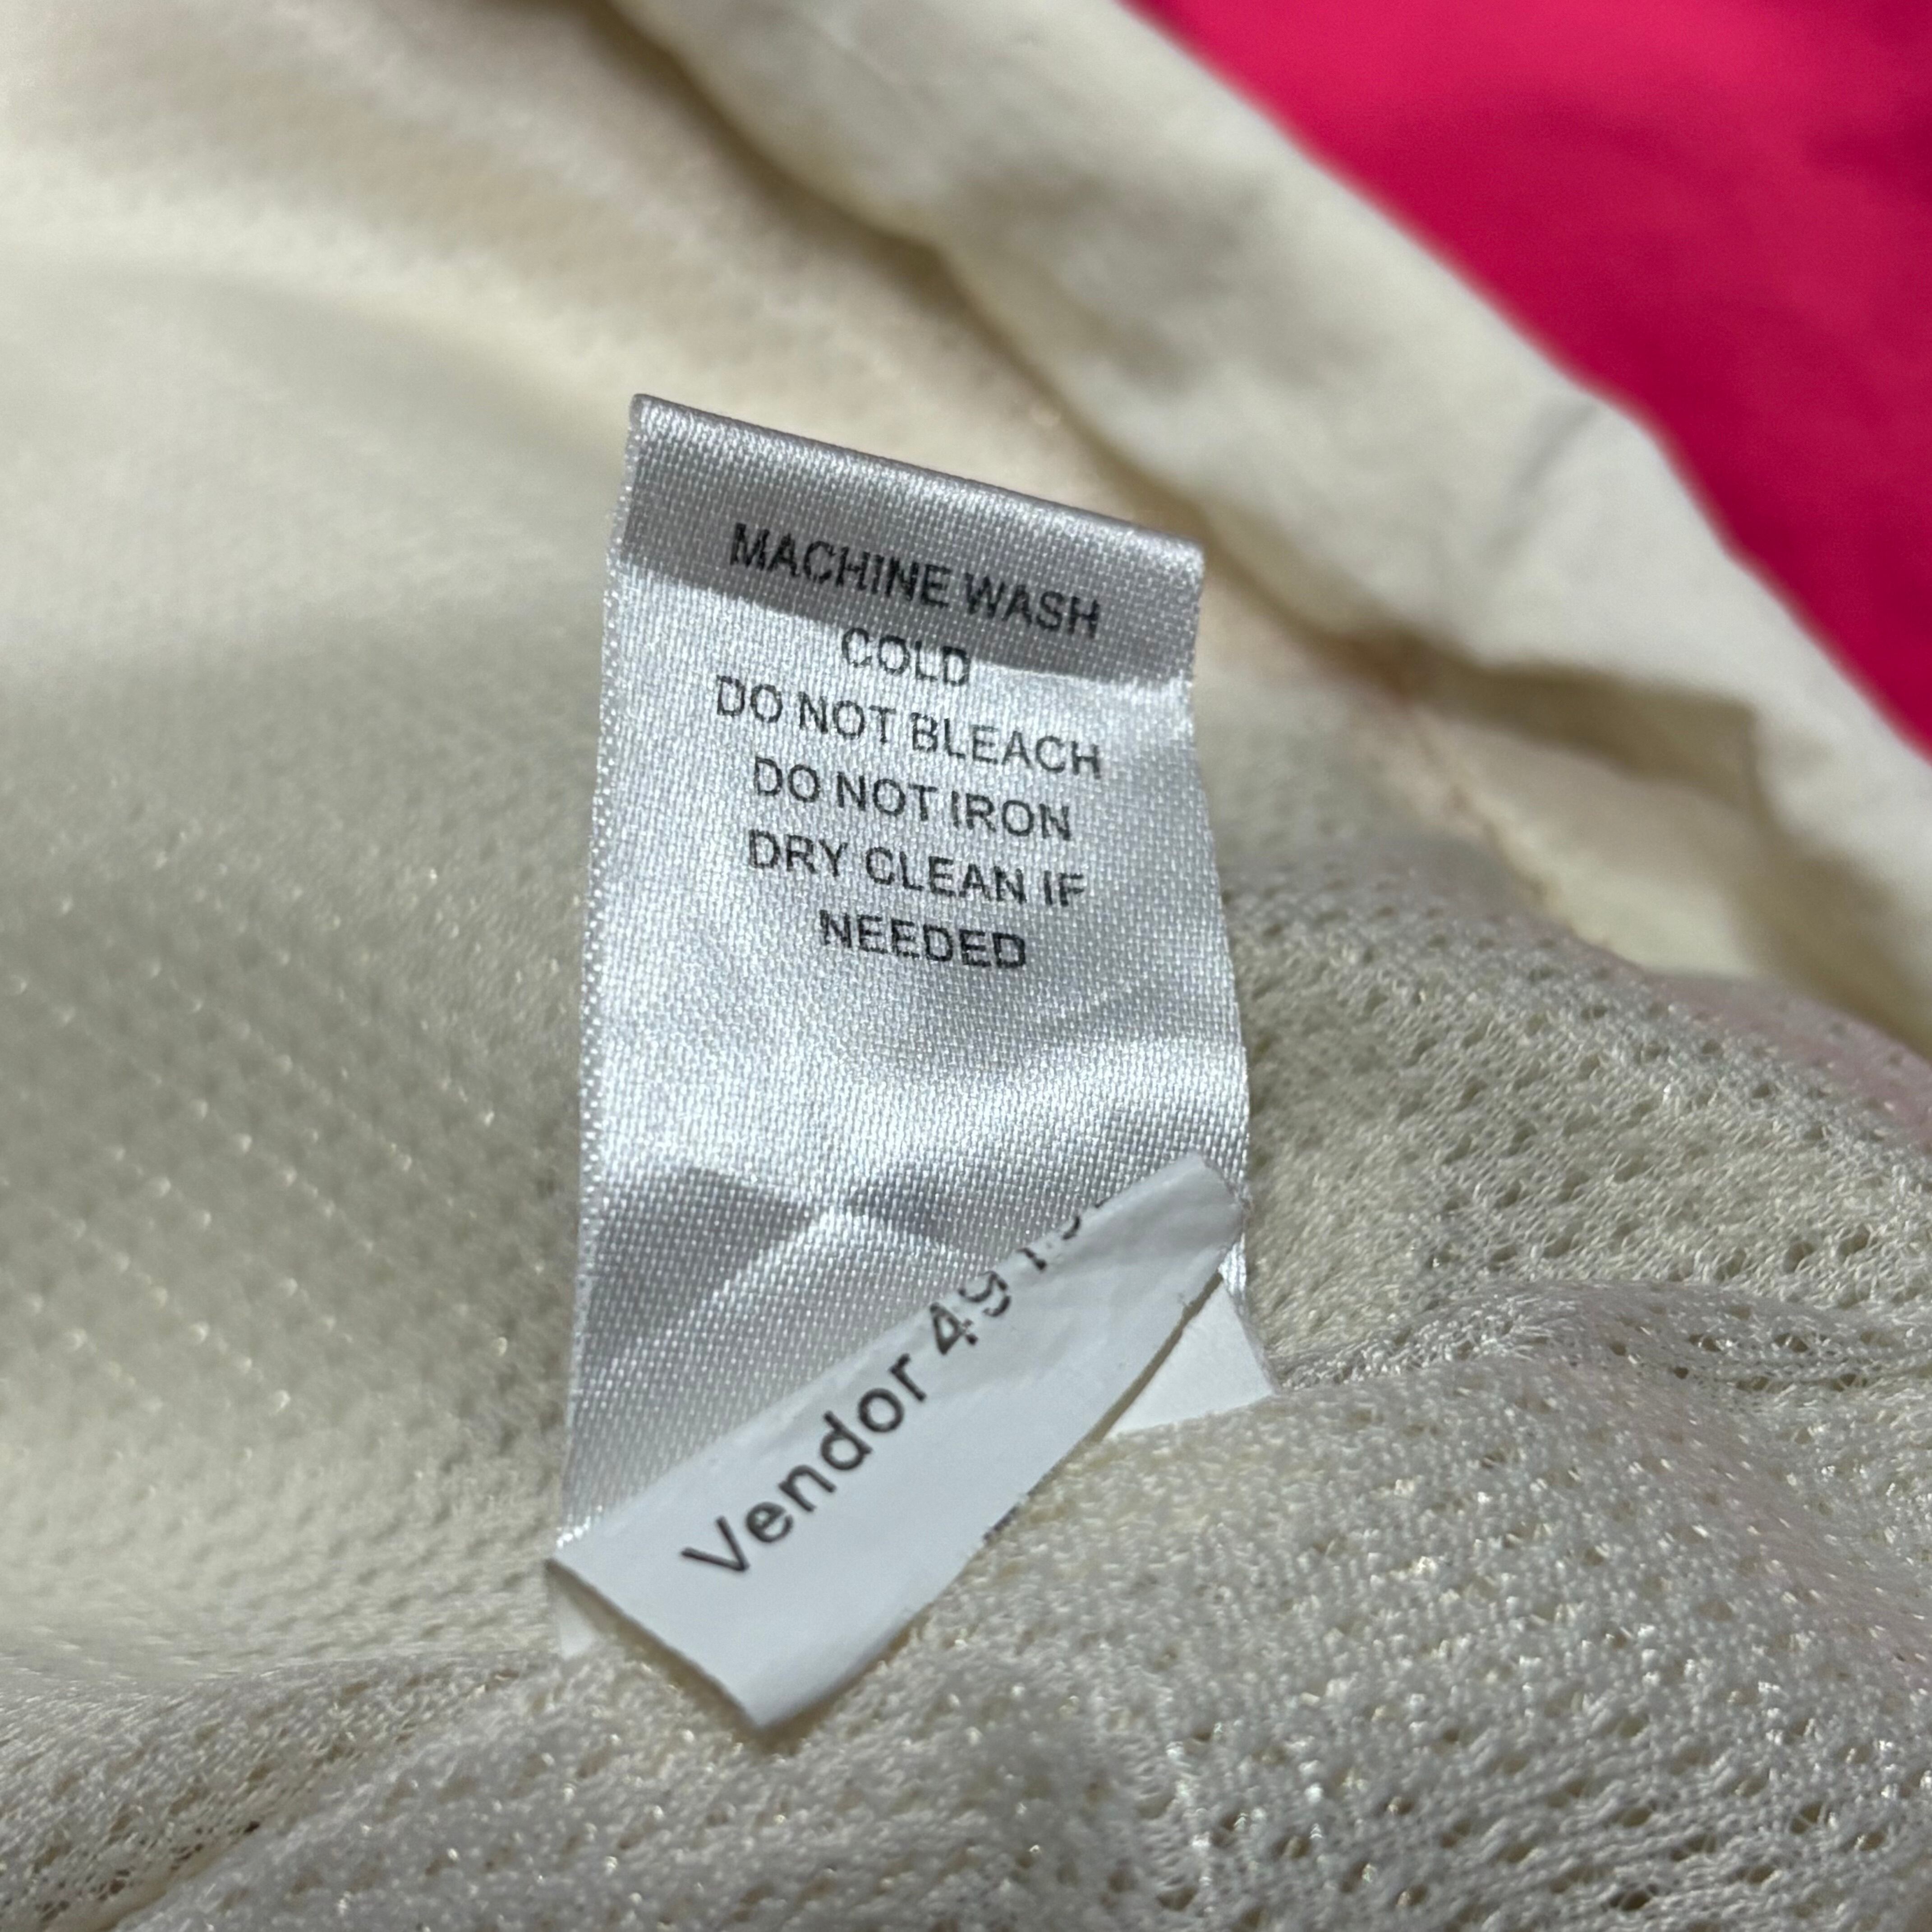 MACHINE WASH
COLD
DO NOT BLEACH
DO NOT IRON
DRY CLEAN IF
NEEDED
Vendor